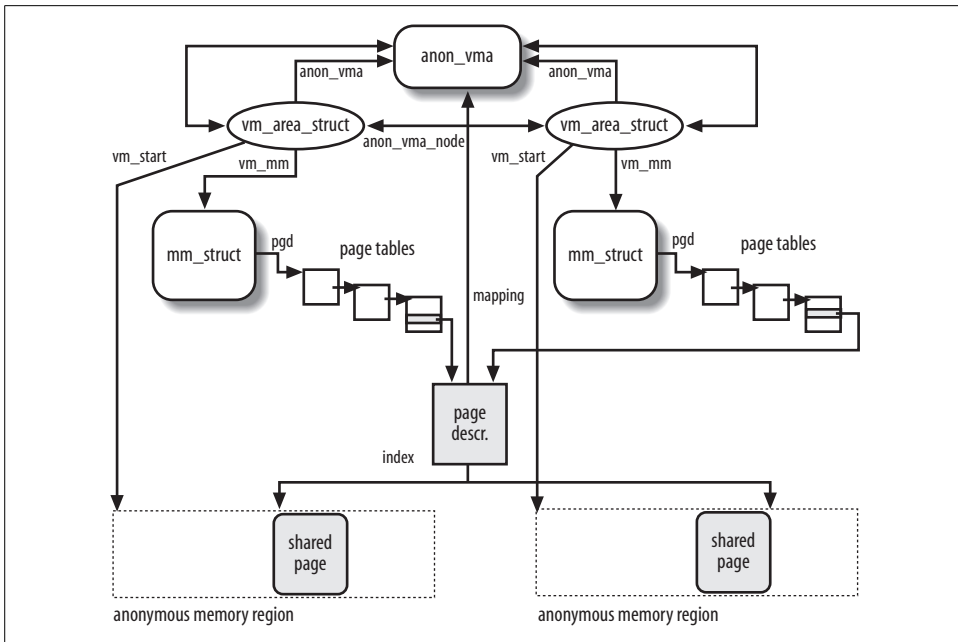 anon_vma
anon_vma
anon_vma
vm_area_struct
vm_area_struct
anon_vma_node
vm_start
vm_mm
vm_start
vm_mm
mm_struct
pgd
page tables
mm_struct
pgd
page tables
mapping
page
descr.
index
shared
page
shared
page
anonymous memory region
anonymous memory region